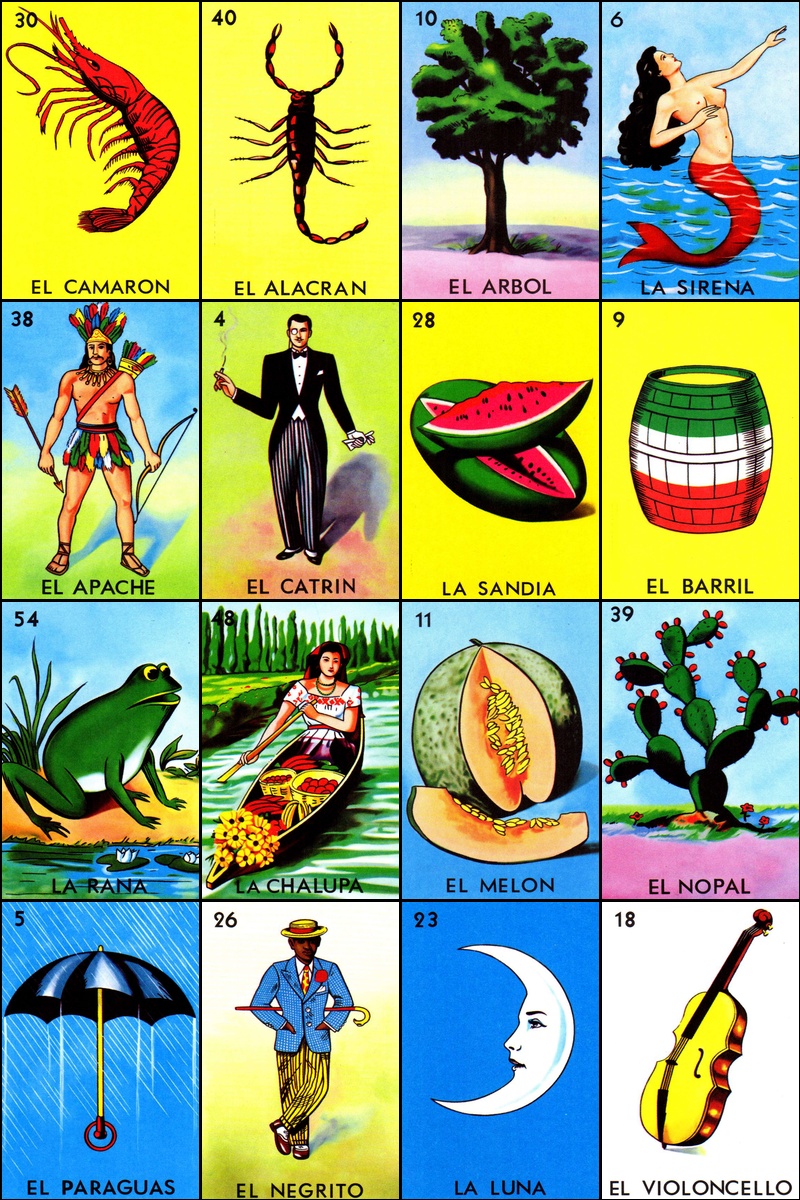 30
EL CAMARON
40
EL ALACRAN
10
EL ARBOL
6
LA SIRENA
38
EL APACHE
4
EL CATRIN
28
LA SANDIA
9
EL BARRIL
54
LA RANA
48
LA CHALUPA
11
EL MELON
39
EL NOPAL
5
EL PARAGUAS
26
EL NEGRITO
23
LA LUNA
18
EL VIOLONCELLO